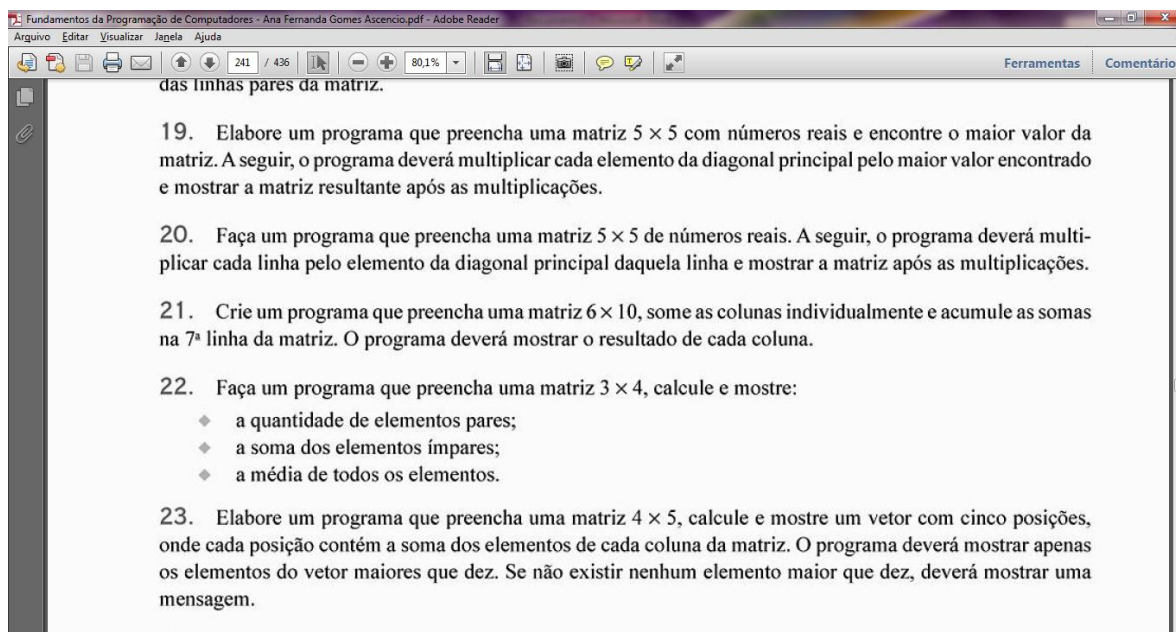 Fundamentos da Programação de Computadores - Ana Fernanda Gomes Ascencio.pdf - Adobe Reader
Arquivo Editar Visualizar Janela Ajuda
241 / 436 80,1% Ferramentas Comentário
das linhas pares da matriz.
19. Elabore um programa que preencha uma matriz 5 × 5 com números reais e encontre o maior valor da
matriz. A seguir, o programa deverá multiplicar cada elemento da diagonal principal pelo maior valor encontrado
e mostrar a matriz resultante após as multiplicações.
20. Faça um programa que preencha uma matriz 5 × 5 de números reais. A seguir, o programa deverá multi-
plicar cada linha pelo elemento da diagonal principal daquela linha e mostrar a matriz após as multiplicações.
21. Crie um programa que preencha uma matriz 6 × 10, some as colunas individualmente e acumule as somas
na 7ª linha da matriz. O programa deverá mostrar o resultado de cada coluna.
22. Faça um programa que preencha uma matriz 3 × 4, calcule e mostre:
a quantidade de elementos pares;
a soma dos elementos ímpares;
a média de todos os elementos.
23. Elabore um programa que preencha uma matriz 4 × 5, calcule e mostre um vetor com cinco posições,
onde cada posição contém a soma dos elementos de cada coluna da matriz. O programa deverá mostrar apenas
os elementos do vetor maiores que dez. Se não existir nenhum elemento maior que dez, deverá mostrar uma
mensagem.